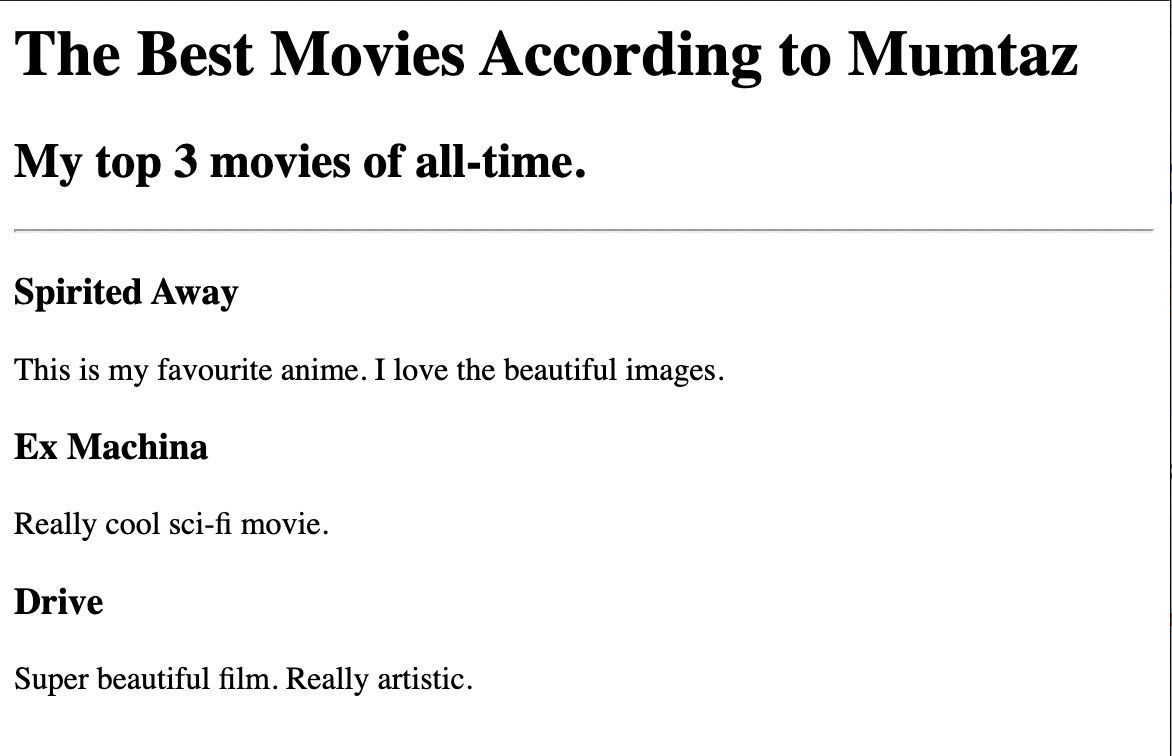 The Best Movies According to Mumtaz
My top 3 movies of all-time.
Spirited Away
This is my favourite anime. I love the beautiful images.
Ex Machina
Really cool sci-fi movie.
Drive
Super beautiful film. Really artistic.